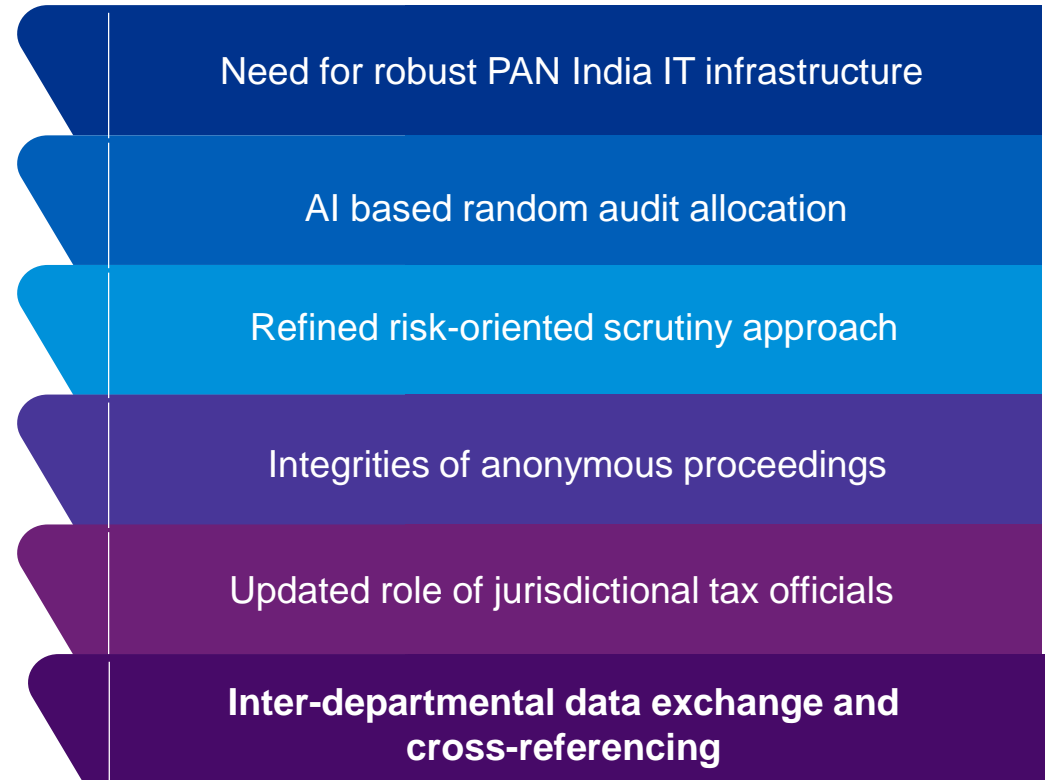 Need for robust PAN India IT infrastructure
AI based random audit allocation
Refined risk-oriented scrutiny approach
Integrities of anonymous proceedings
Updated role of jurisdictional tax officials
Inter-departmental data exchange and
cross-referencing